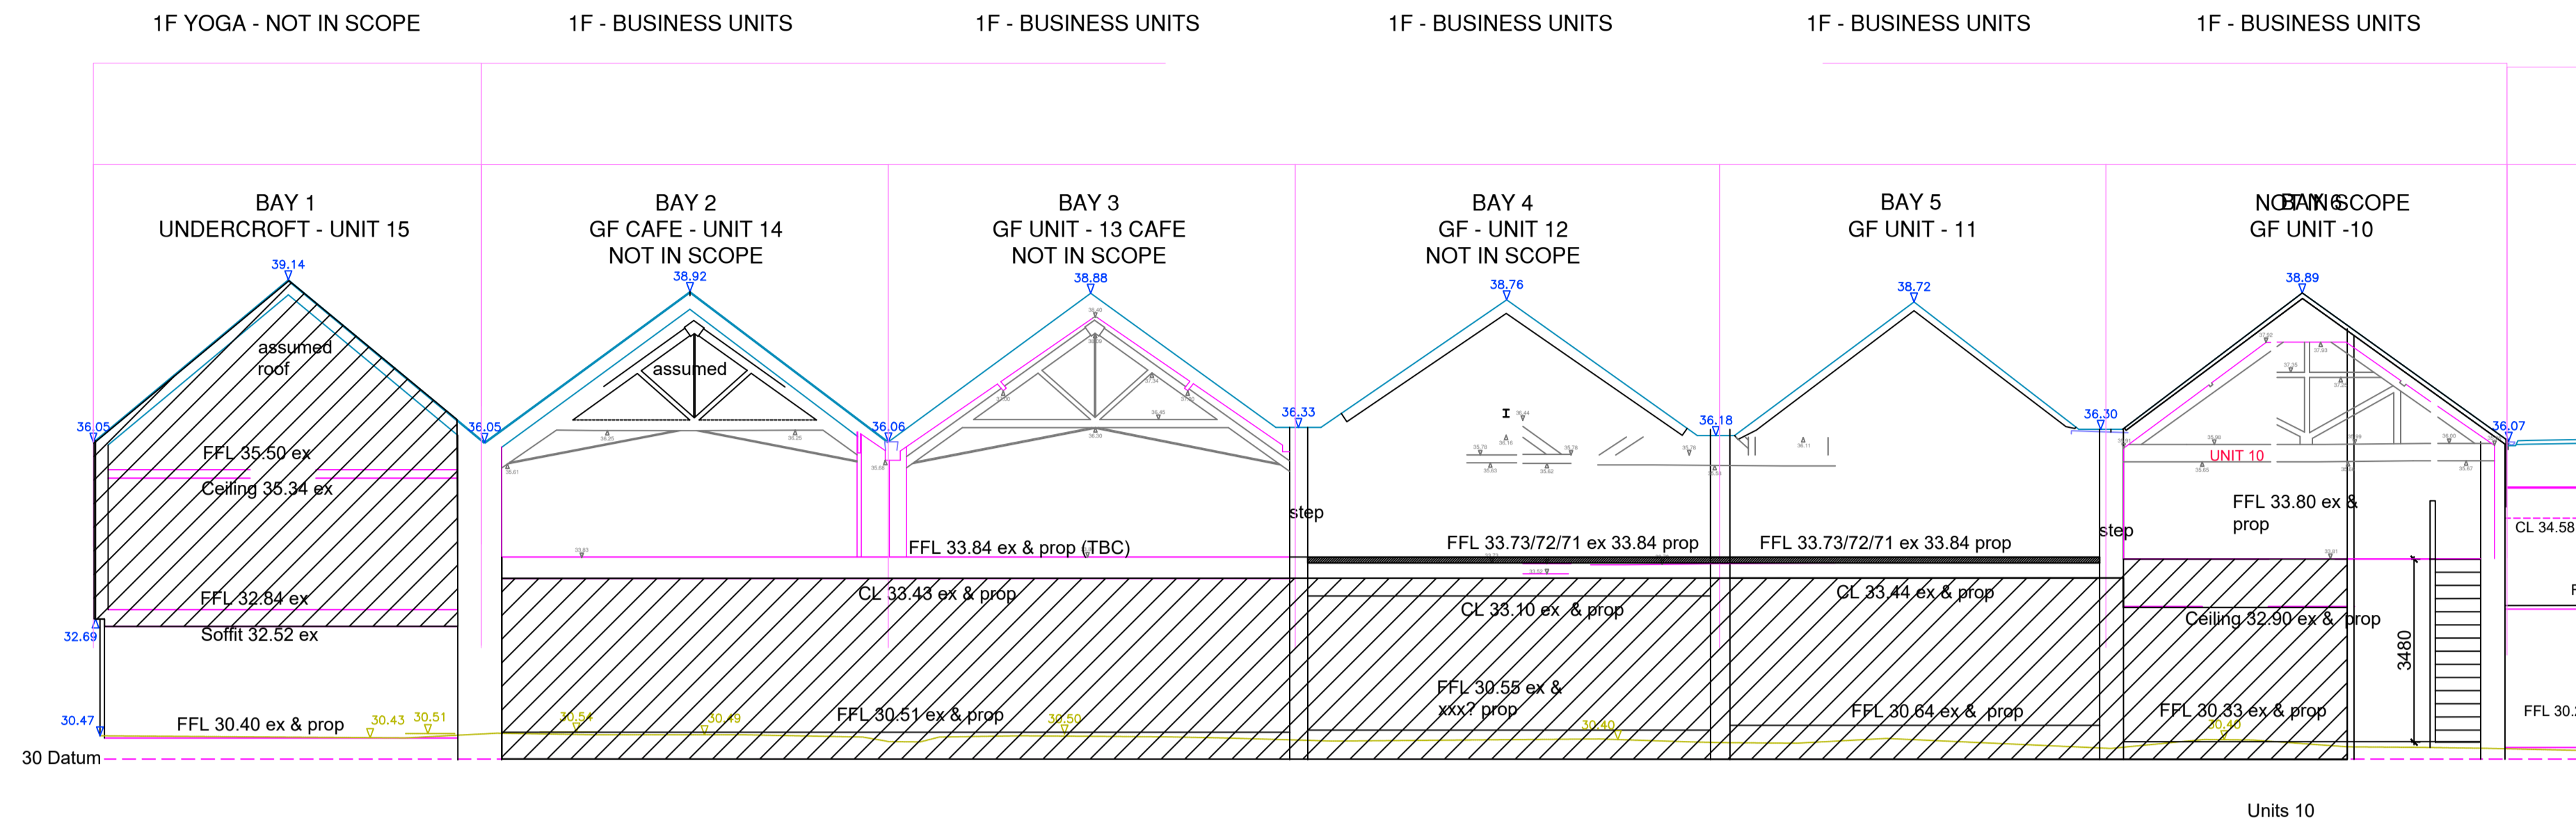 1F YOGA - NOT IN SCOPE
1F - BUSINESS UNITS
1F - BUSINESS UNITS
1F - BUSINESS UNITS
1F - BUSINESS UNITS
1F - BUSINESS UNITS
BAY 1
UNDERCROFT - UNIT 15
BAY 2
GF CAFE - UNIT 14
NOT IN SCOPE
BAY 3
GF UNIT - 13 CAFE
NOT IN SCOPE
BAY 4
GF - UNIT 12
NOT IN SCOPE
BAY 5
GF UNIT - 11
NOT IN SCOPE
BAY 6
GF UNIT -10
39.14
38.92
38.88
38.76
38.72
38.89
assumed
roof
assumed
36.05
36.05
36.06
36.33
36.18
36.30
36.07
FFL 35.50 ex
Ceiling 35.34 ex
UNIT 10
step
step
FFL 33.80 ex &
prop
CL 34.58
FFL 33.84 ex & prop (TBC)
FFL 33.73/72/71 ex 33.84 prop
FFL 33.73/72/71 ex 33.84 prop
FFL 32.84 ex
Soffit 32.52 ex
32.69
CL 33.43 ex & prop
CL 33.10 ex & prop
CL 33.44 ex & prop
Ceiling 32.90 ex & prop
3480
FFL 30.55 ex &
xxx? prop
30.47
FFL 30.40 ex & prop
30.43
30.51
30.54
30.49
FFL 30.51 ex & prop
30.50
30.40
FFL 30.64 ex & prop
FFL 30.33 ex & prop
30.40
30 Datum
Units 10